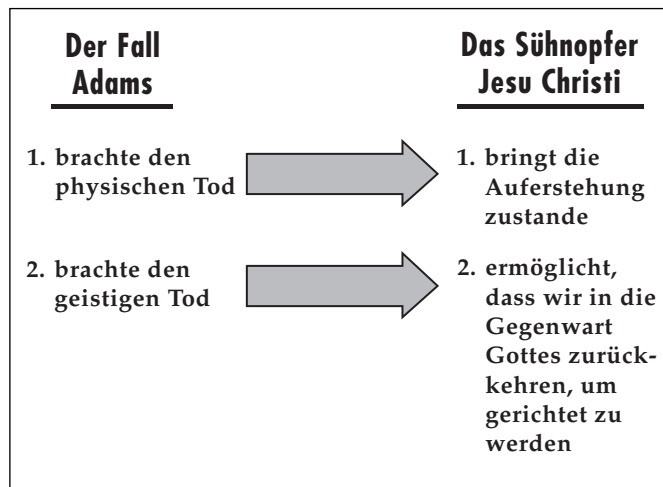 Der Fall
Adams
Das Sühnopfer
Jesu Christi
1. brachte den
physischen Tod
1. bringt die
Auferstehung
zustande
2. brachte den
geistigen Tod
2. ermöglicht,
dass wir in die
Gegenwart
Gottes zurück-
kehren, um
gerichtet zu
werden